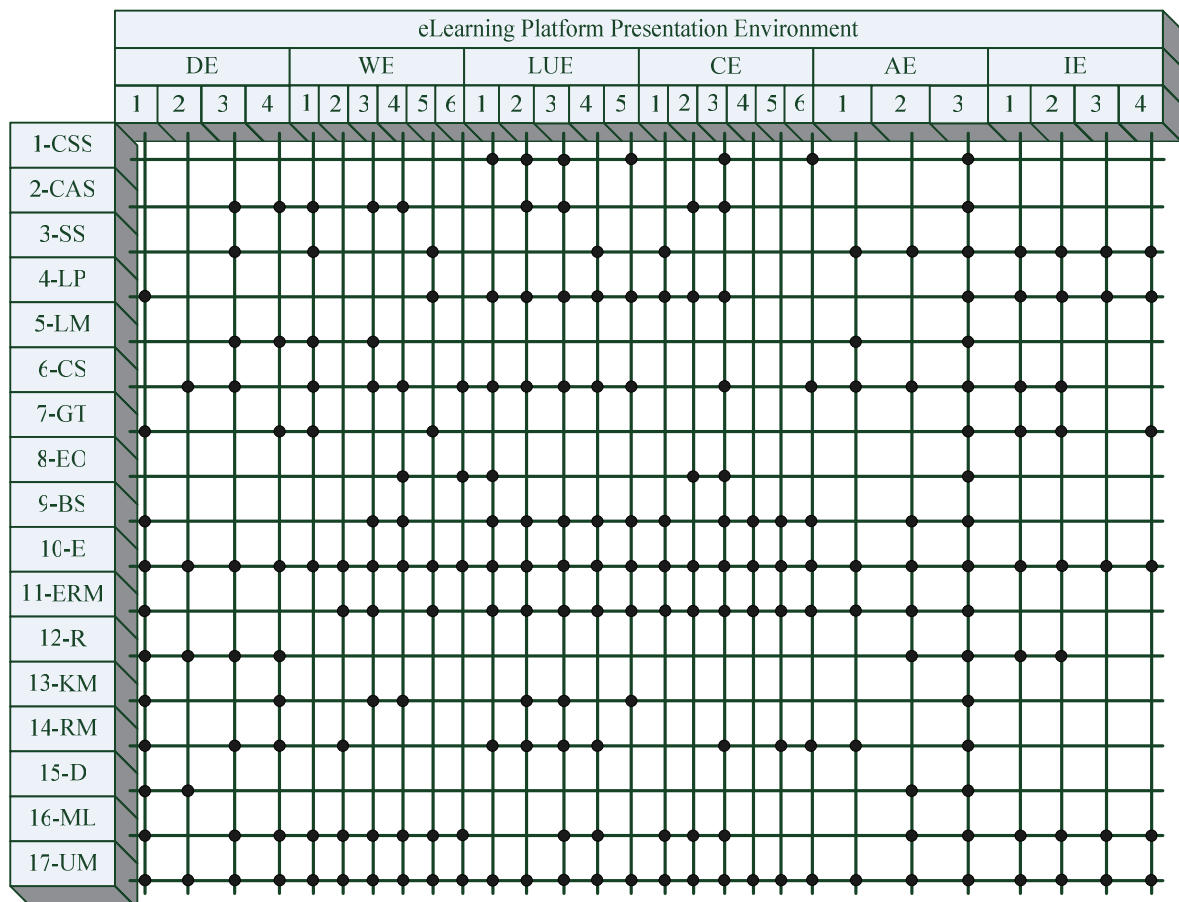 eLearning Platform Presentation Environment
DE WE LUE CE AE IE
1 2 3 4 1 2 3 4 5 6 1 2 3 4 5 1 2 3 4 5 6 1 2 3 1 2 3 4
1-CSS
2-CAS
3-SS
4-LP
5-LM
6-CS
7-GT
8-EO
9-BS
10-E
11-ERM
12-R
13-KM
14-RM
15-D
16-ML
17-UM